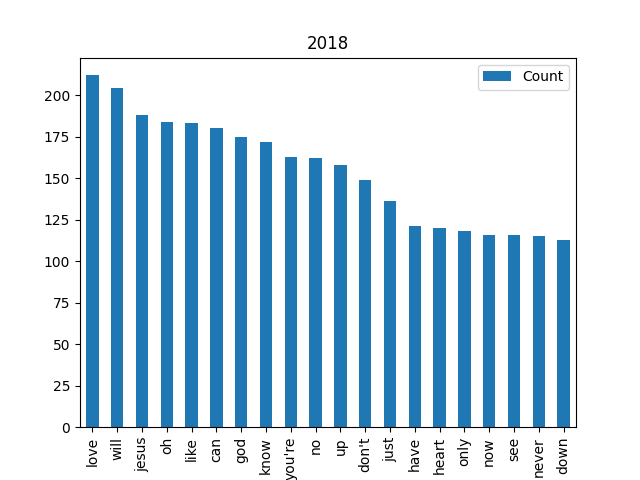 2018
Count
200
175
150
125
100
75
50
25
0
love
will
jesus
oh
like
can
god
know
you're
no
up
don't
just
have
heart
only
now
see
never
down